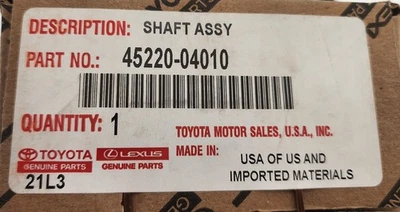 DESCRIPTION: SHAFT ASSY
PART NO.: 45220-04010
QUANTITY: 1
TOYOTA MOTOR SALES, U.S.A., INC.
TOYOTA LEXUS MADE IN: USA OF US AND
GENUINE PARTS GENUINE PARTS IMPORTED MATERIALS
21L3